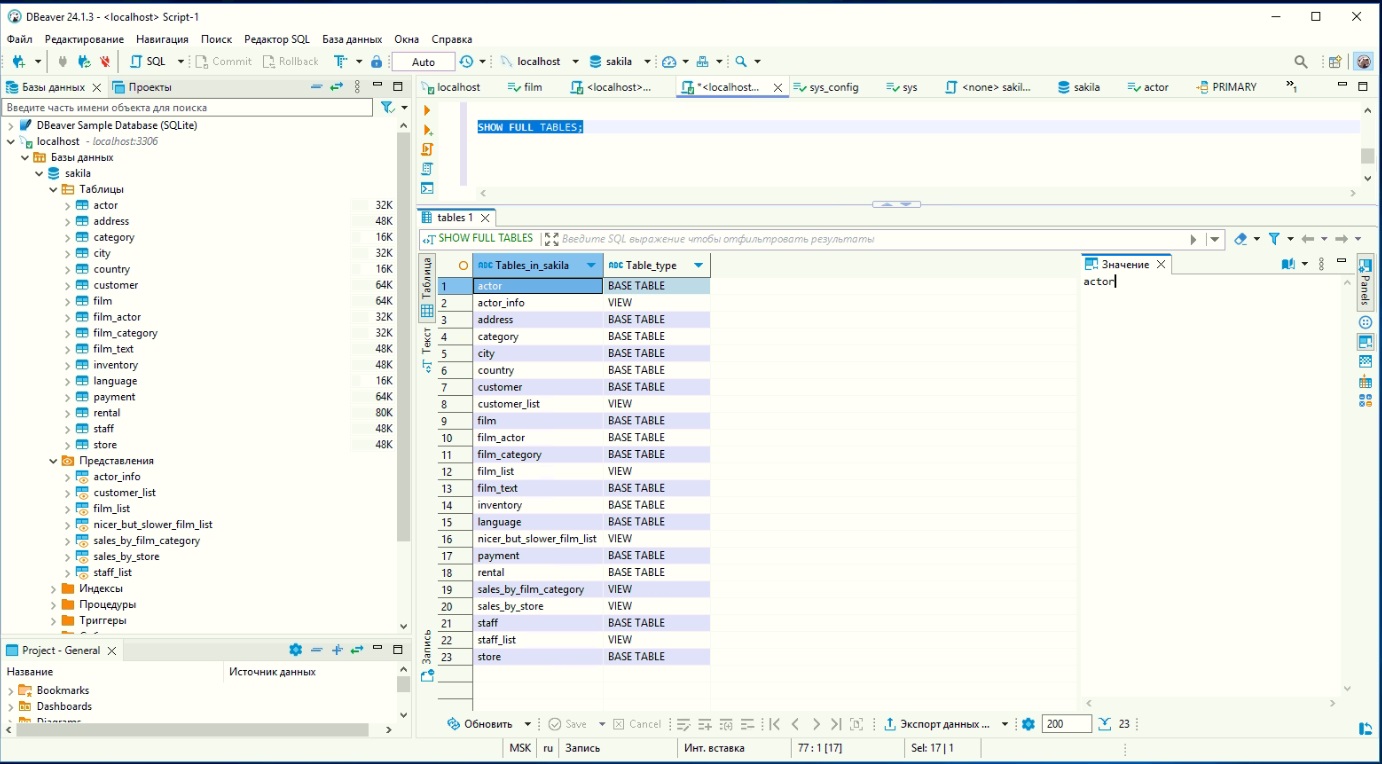 DBeaver 24.1.3 - <localhost> Script-1
Файл Редактирование Навигация Поиск Редактор SQL База данных Окна Справка
SQL Commit Rollback Auto localhost sakila
Базы данных Проекты
localhost film <localhost>... *<localhost... sys_config sys <none> sakil... sakila actor PRIMARY »1
Введите часть имени объекта для поиска
DBeaver Sample Database (SQLite)
localhost - localhost:3306
Базы данных
sakila
Таблицы
actor 32K
address 48K
category 16K
city 32K
country 16K
customer 64K
film 64K
film_actor 32K
film_category 32K
film_text 48K
inventory 48K
language 16K
payment 64K
rental 80K
staff 48K
store 48K
Представления
actor_info
customer_list
film_list
nicer_but_slower_film_list
sales_by_film_category
sales_by_store
staff_list
Индексы
Процедуры
Триггеры
Project - General
Название Источник данных
Bookmarks
Dashboards
SHOW FULL TABLES;
tables 1
SHOW FULL TABLES Введите SQL выражение чтобы отфильтровать результаты
Таблица
Текст
Запись
ABC Tables_in_sakila ABC Table_type
1 actor BASE TABLE
2 actor_info VIEW
3 address BASE TABLE
4 category BASE TABLE
5 city BASE TABLE
6 country BASE TABLE
7 customer BASE TABLE
8 customer_list VIEW
9 film BASE TABLE
10 film_actor BASE TABLE
11 film_category BASE TABLE
12 film_list VIEW
13 film_text BASE TABLE
14 inventory BASE TABLE
15 language BASE TABLE
16 nicer_but_slower_film_list VIEW
17 payment BASE TABLE
18 rental BASE TABLE
19 sales_by_film_category VIEW
20 sales_by_store VIEW
21 staff BASE TABLE
22 staff_list VIEW
23 store BASE TABLE
Значение
actor
Panels
Обновить Save Cancel Экспорт данных ... 200 23
MSK ru Запись Инт. вставка 77 : 1 [17] Sel: 17 | 1